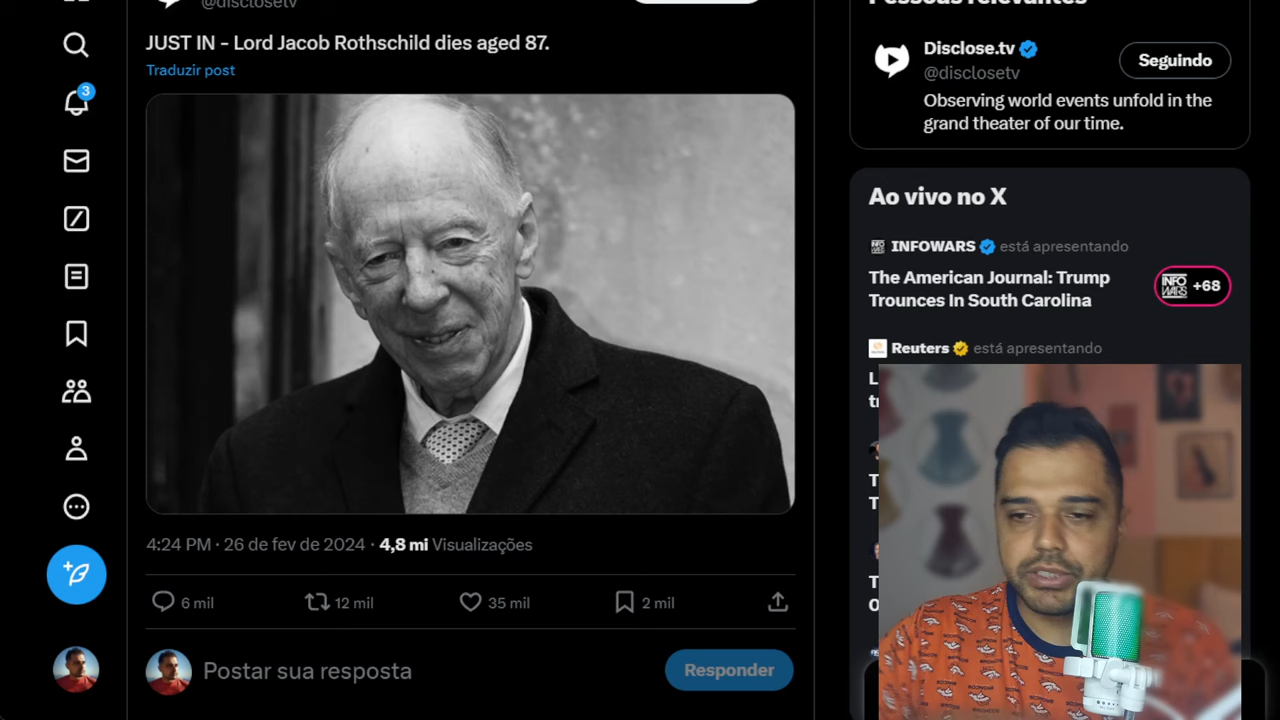 @disclosetv
JUST IN - Lord Jacob Rothschild dies aged 87.
Traduzir post
4:24 PM · 26 de fev de 2024 · 4,8 mi Visualizações
6 mil
12 mil
35 mil
2 mil
Postar sua resposta
Responder
3
Pessoas relevantes
Disclose.tv
@disclosetv
Seguindo
Observing world events unfold in the
grand theater of our time.
Ao vivo no X
INFOWARS está apresentando
The American Journal: Trump
Trounces In South Carolina
INFO
WARS
+68
Reuters está apresentando